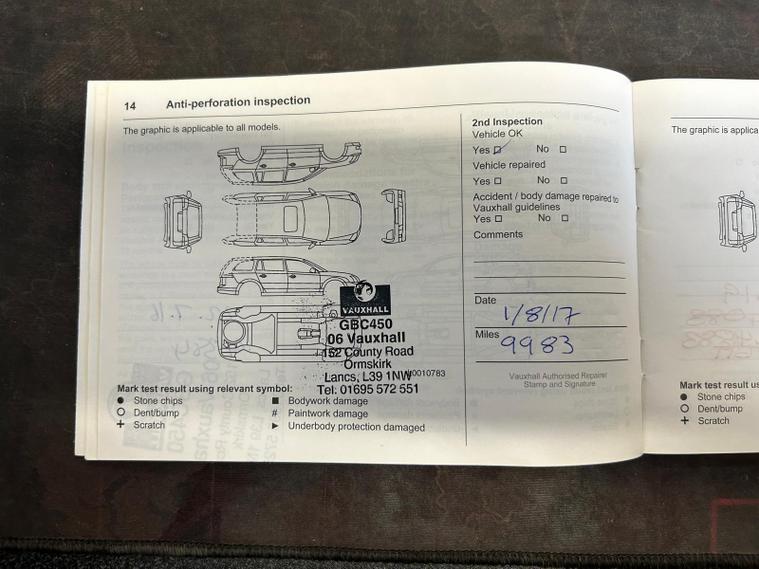 14 Anti-perforation inspection
The graphic is applicable to all models.
VAUXHALL
GBC450
06 Vauxhall
152 County Road
Ormskirk
Lancs, L39 1NW
Tel: 01695 572 551
0010783
Mark test result using relevant symbol:
● Stone chips
○ Dent/bump
+ Scratch
■ Bodywork damage
# Paintwork damage
► Underbody protection damaged
2nd Inspection
Vehicle OK
Yes ☑ No □
Vehicle repaired
Yes □ No □
Accident / body damage repaired to
Vauxhall guidelines
Yes □ No □
Comments
Date
1/8/17
Miles
9983
Vauxhall Authorised Repairer
Stamp and Signature
The graphic is applica
Mark test result us
● Stone chips
○ Dent/bump
+ Scratch